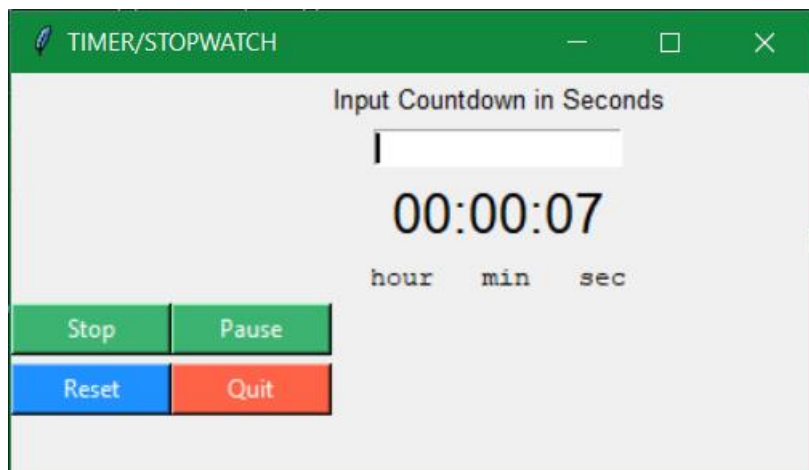 TIMER/STOPWATCH
Input Countdown in Seconds
00:00:07
hour min sec
Stop Pause
Reset Quit